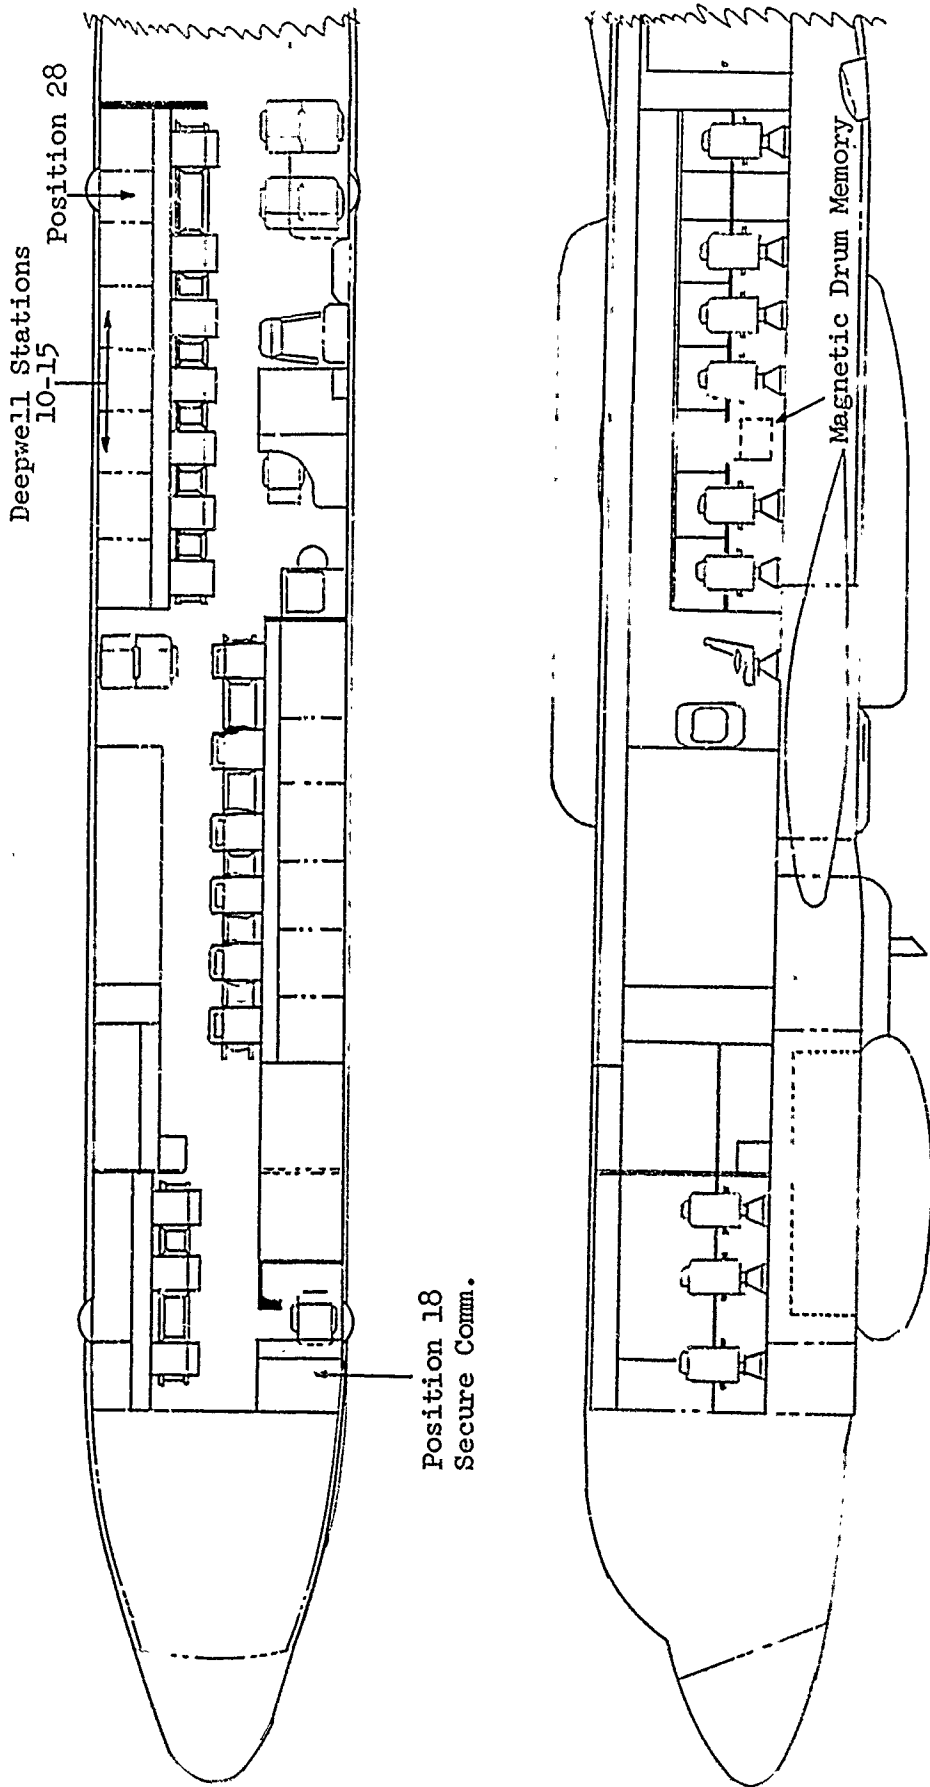 Deepwell Stations
10-15
Position 28
Position 18
Secure Comm.
Magnetic Drum Memory